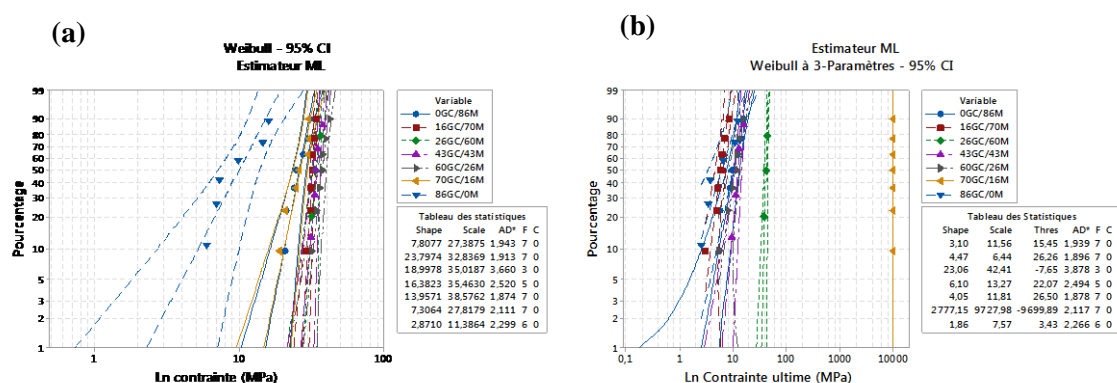 (a)
Weibull - 95% CI
Estimateur ML
Pourcentage
99
90
80
70
60
50
40
30
20
10
5
3
2
1
1
10
100
Ln contrainte (MPa)
Variable
0GC/86M
16GC/70M
26GC/60M
43GC/43M
60GC/26M
70GC/16M
86GC/0M
Tableau des statistiques
Shape Scale AD* F C
7,8077 27,3875 1.943 7 0
23,7974 32,8369 1.913 7 0
18,9978 35,0187 3,660 3 0
16,3823 35,4630 2,520 5 0
13,9571 38,5762 1,874 7 0
7,3064 27,8179 2,111 7 0
2,8710 11,3864 2,299 6 0
(b)
Estimateur ML
Weibull à 3-Paramètres - 95% CI
Pourcentage
99
90
80
70
60
50
40
30
20
10
5
3
2
1
0,1
1
10
100
1000
10000
Ln Contrainte ultime (MPa)
Variable
0GC/86M
16GC/70M
26GC/60M
43GC/43M
60GC/26M
70GC/16M
86GC/0M
Tableau des Statistiques
Shape Scale Thres AD* F C
3,10 11,56 15,45 1,939 7 0
4,47 6,44 26,26 1,896 7 0
23,06 42,41 -7,65 3,878 3 0
6,10 13,27 22,07 2,494 5 0
4,05 11,81 26,50 1,878 7 0
2777,15 9727,98 -9699,89 2,117 7 0
1,86 7,57 3,43 2,266 6 0